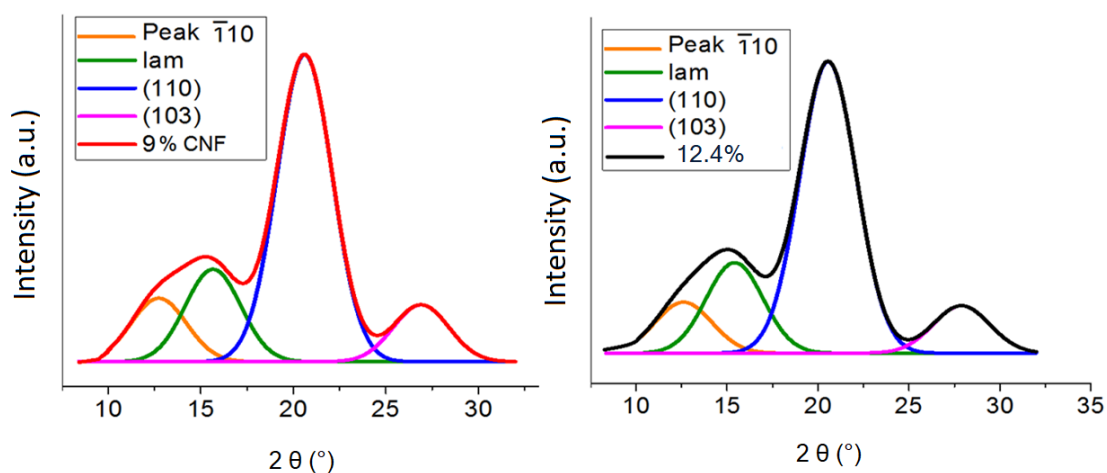 Peak 1̅10
lam
(110)
(103)
9% CNF
Intensity (a.u.)
10 15 20 25 30
2 θ (°)
Peak 1̅10
lam
(110)
(103)
12.4%
Intensity (a.u.)
10 15 20 25 30 35
2 θ (°)